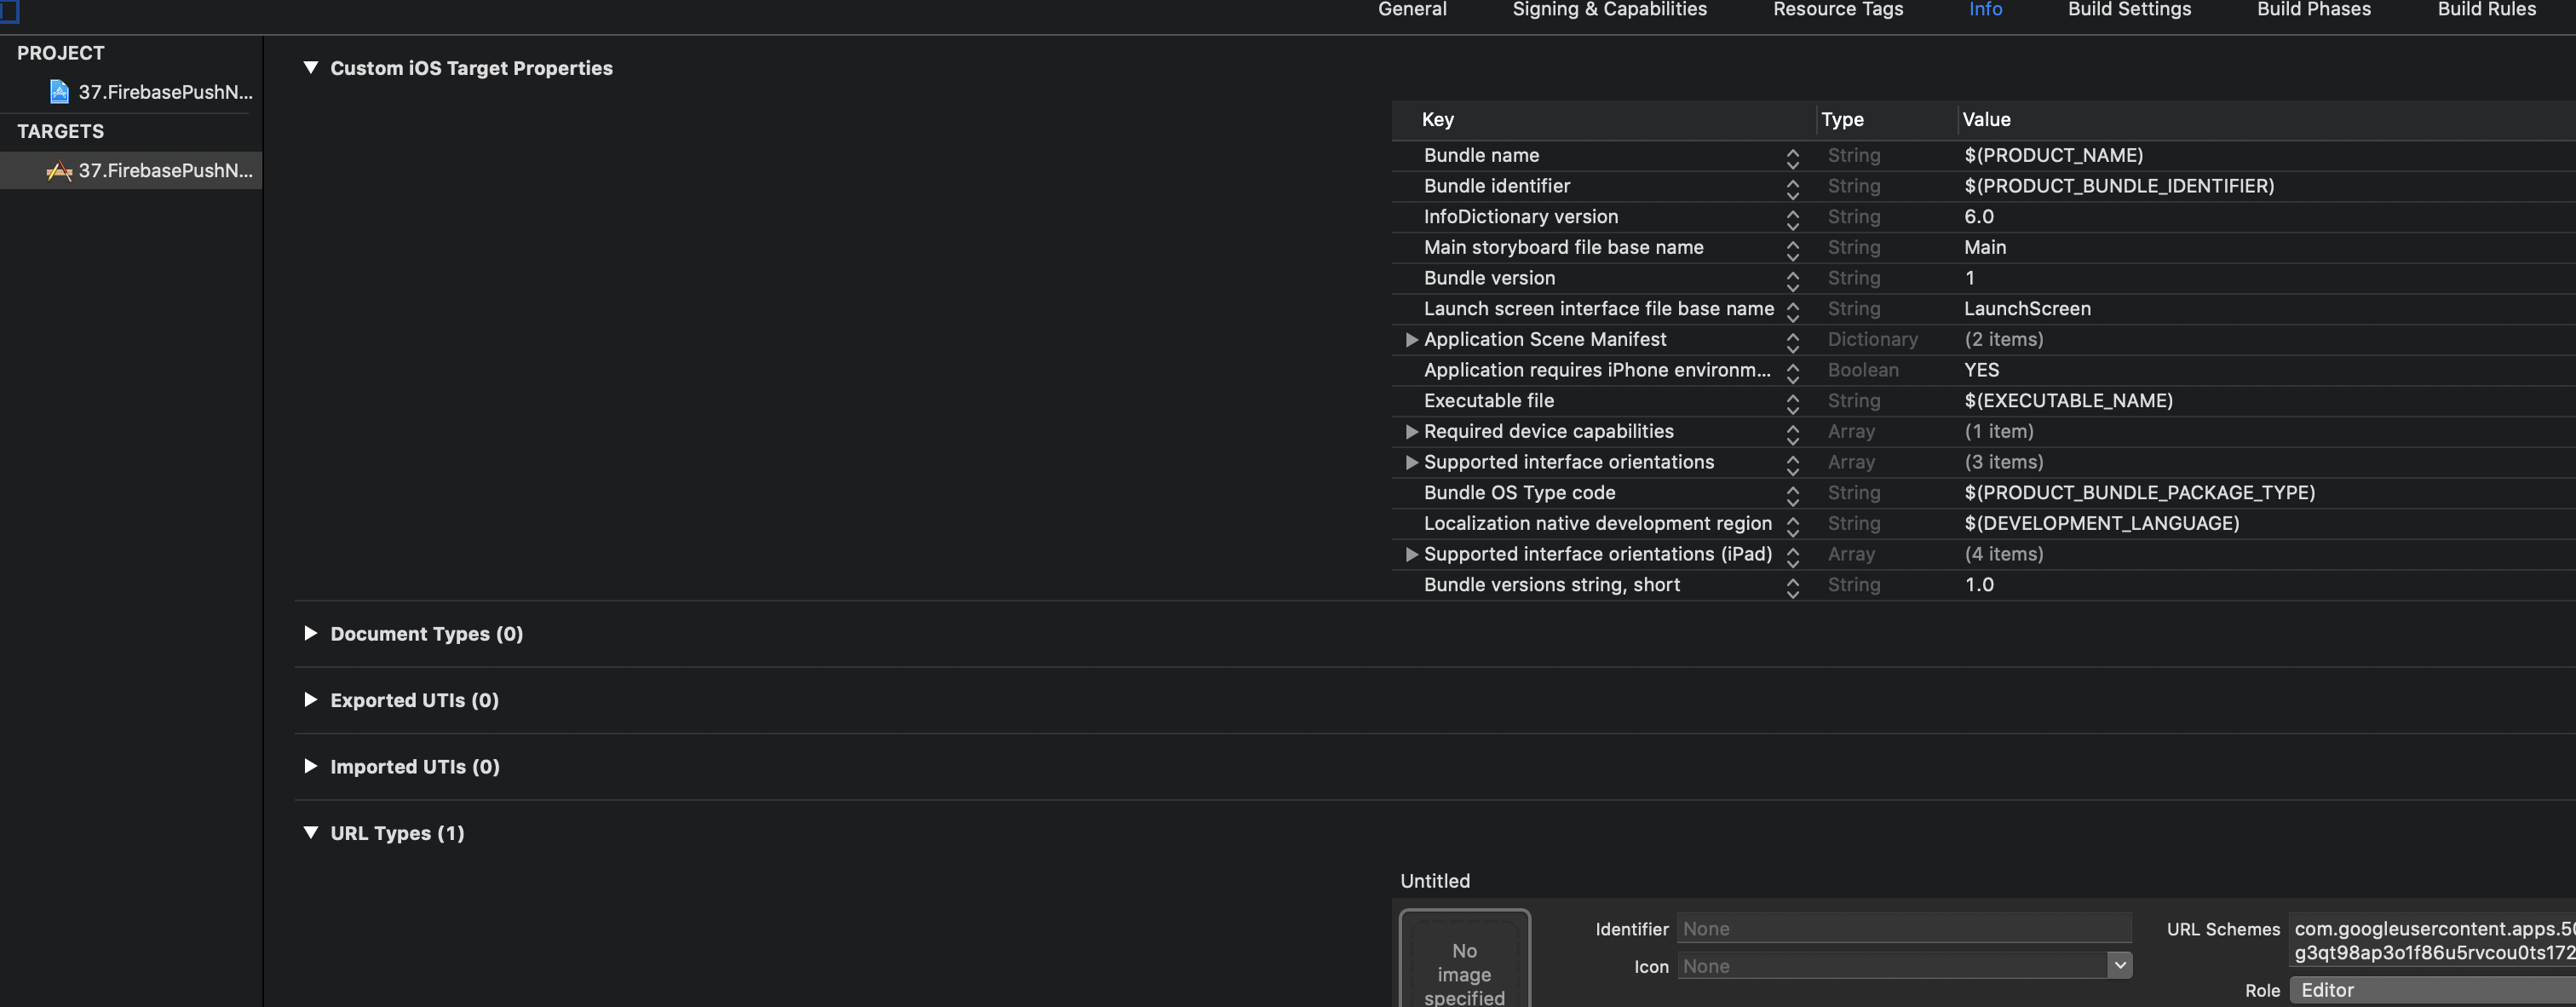 General Signing & Capabilities Resource Tags Info Build Settings Build Phases Build Rules
PROJECT
37.FirebasePushN...
TARGETS
37.FirebasePushN...
Custom iOS Target Properties
Key Type Value
Bundle name String $(PRODUCT_NAME)
Bundle identifier String $(PRODUCT_BUNDLE_IDENTIFIER)
InfoDictionary version String 6.0
Main storyboard file base name String Main
Bundle version String 1
Launch screen interface file base name String LaunchScreen
Application Scene Manifest Dictionary (2 items)
Application requires iPhone environm... Boolean YES
Executable file String $(EXECUTABLE_NAME)
Required device capabilities Array (1 item)
Supported interface orientations Array (3 items)
Bundle OS Type code String $(PRODUCT_BUNDLE_PACKAGE_TYPE)
Localization native development region String $(DEVELOPMENT_LANGUAGE)
Supported interface orientations (iPad) Array (4 items)
Bundle versions string, short String 1.0
Document Types (0)
Exported UTIs (0)
Imported UTIs (0)
URL Types (1)
Untitled
No
image
specified
Identifier None
Icon None
URL Schemes com.googleusercontent.apps.50
g3qt98ap3o1f86u5rvcou0ts172
Role Editor